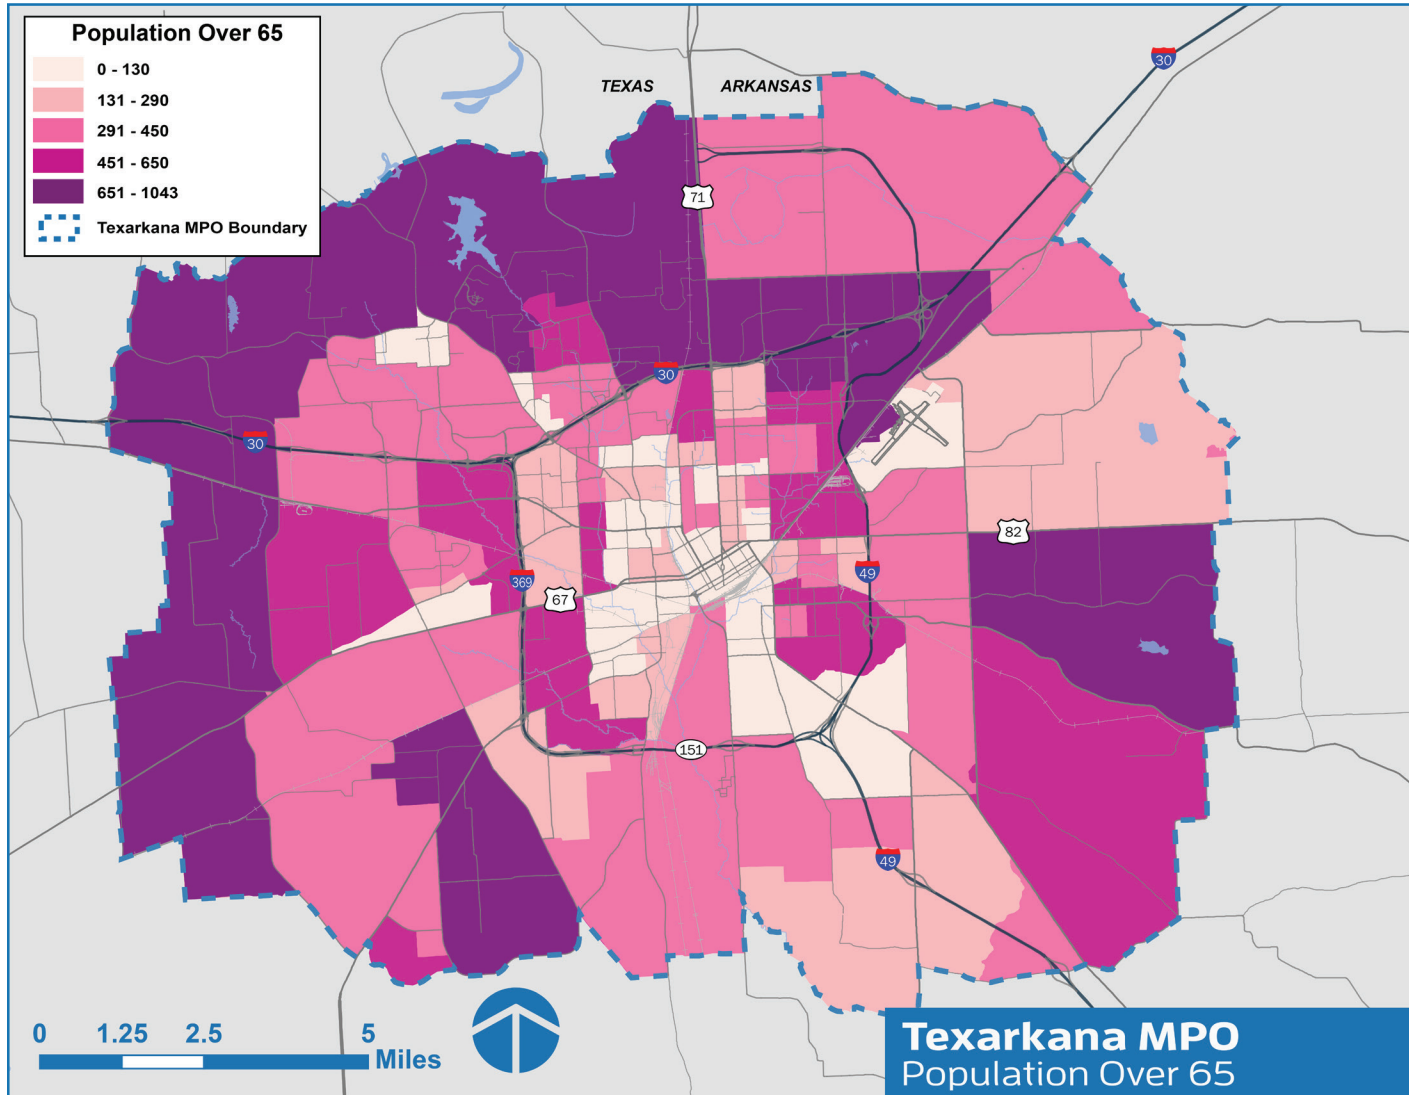 Population Over 65
0 - 130
131 - 290
291 - 450
451 - 650
651 - 1043
Texarkana MPO Boundary
TEXAS
ARKANSAS
30
71
30
30
82
369
67
49
151
49
0 1.25 2.5 5
Miles
Texarkana MPO
Population Over 65